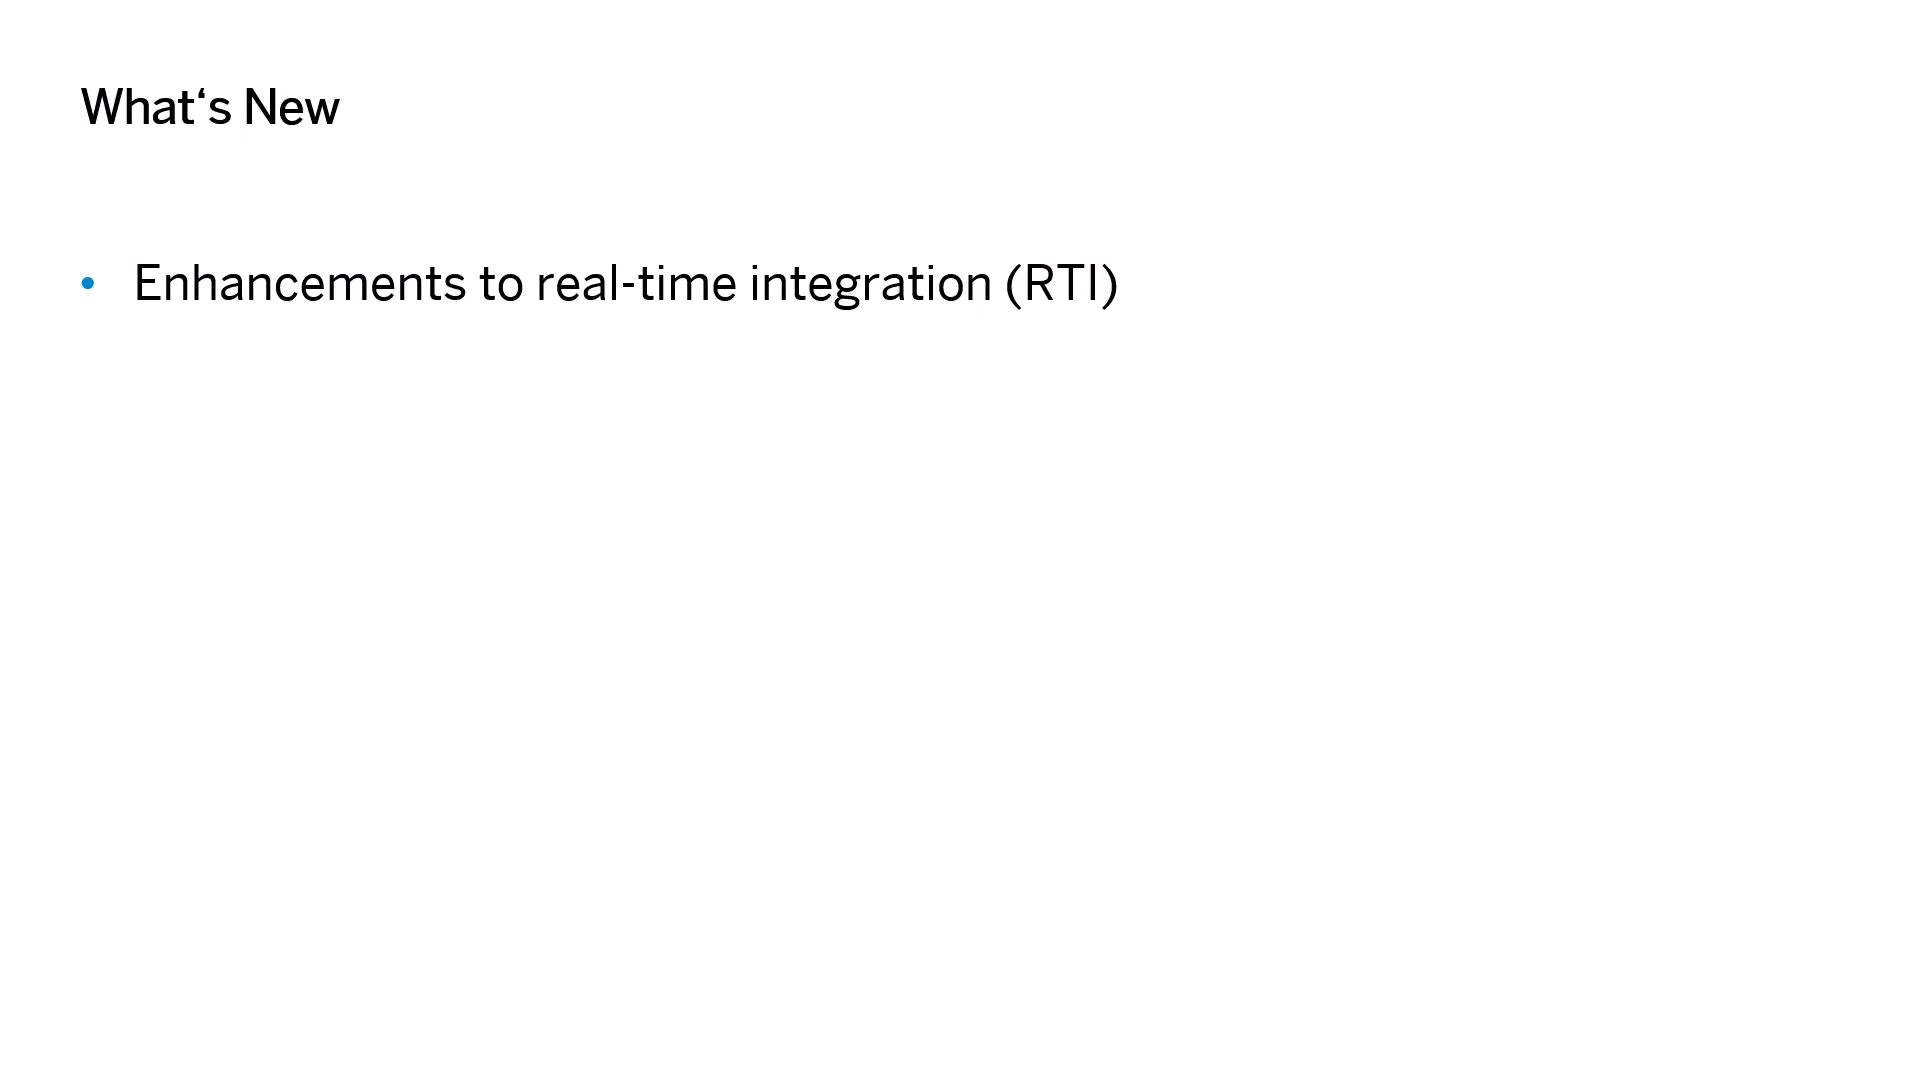 What‘s New
• Enhancements to real-time integration (RTI)